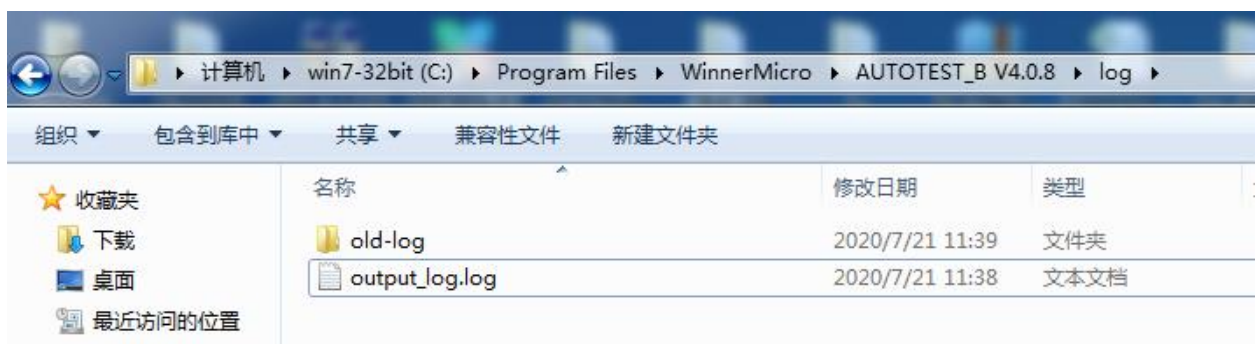 计算机 win7-32bit (C:) Program Files WinnerMicro AUTOTEST_B V4.0.8 log
组织 包含到库中 共享 兼容性文件 新建文件夹
收藏夹
下载
桌面
最近访问的位置
名称 修改日期 类型
old-log 2020/7/21 11:39 文件夹
output_log.log 2020/7/21 11:38 文本文档